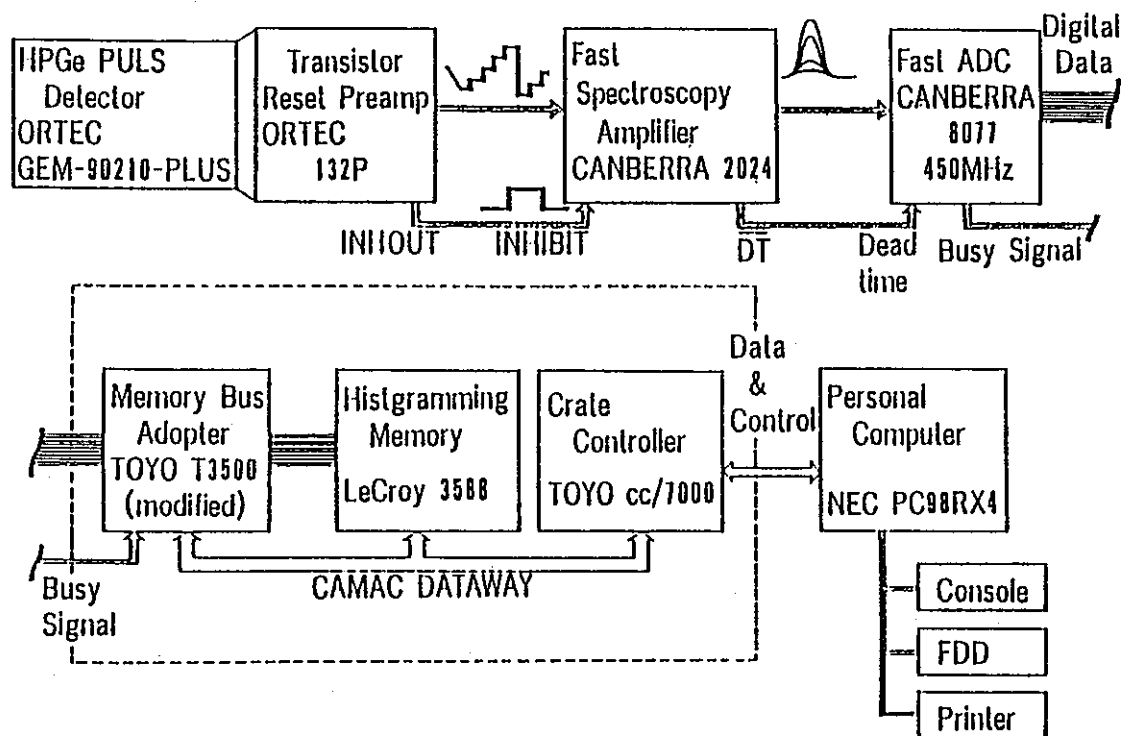 HPGe PULS
Detector
ORTEC
GEM-90210-PLUS
Transistor
Reset Preamp
ORTEC
132P
Fast
Spectroscopy
Amplifier
CANBERRA 2024
Fast ADC
CANBERRA
8077
450MHz
Digital
Data
INHOUT
INHIBIT
DT
Dead
time
Busy Signal
Memory Bus
Adopter
TOYO T3500
(modified)
Histgramming
Memory
LeCroy 3588
Crate
Controller
TOYO cc/7000
Data
&
Control
Personal
Computer
NEC PC98RX4
Busy
Signal
CAMAC DATAWAY
Console
FDD
Printer